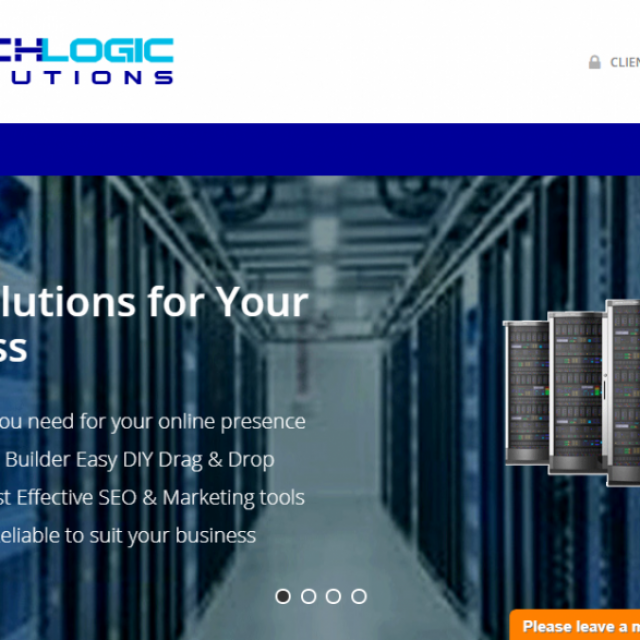 CHLOGIC
UTIONS
CLIEN
lutions for Your
ss
ou need for your online presence
Builder Easy DIY Drag & Drop
st Effective SEO & Marketing tools
eliable to suit your business
Please leave a m